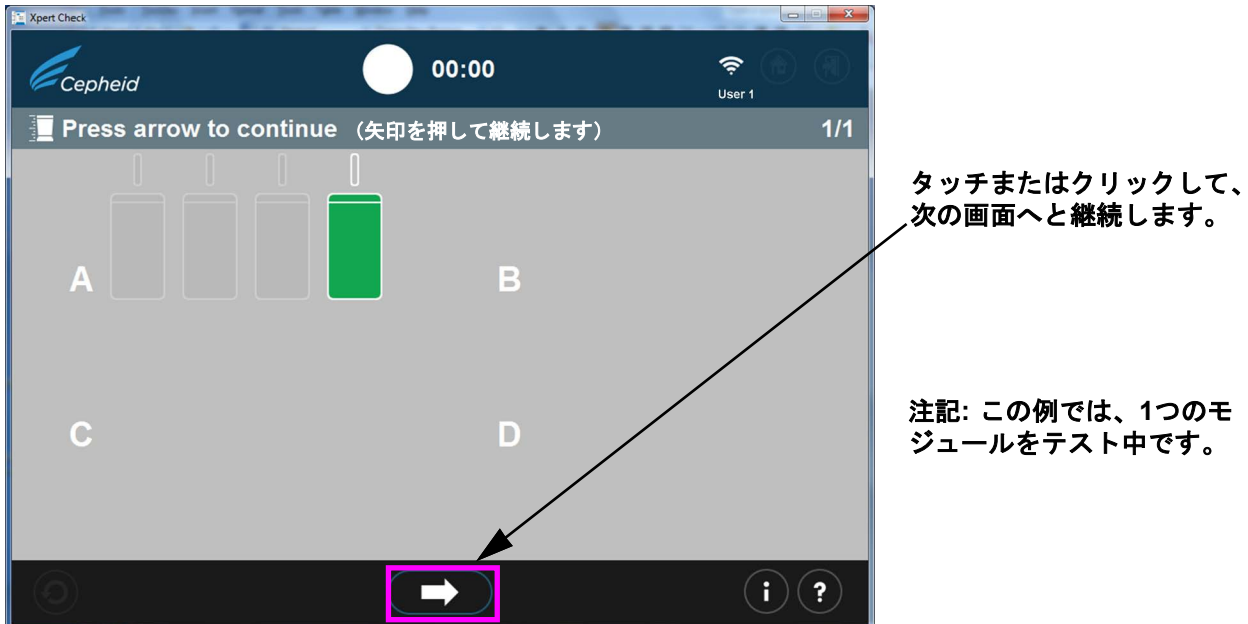 Xpert Check
Cepheid
00:00
User 1
Press arrow to continue （矢印を押して継続します）
1/1
A
B
C
D
i
?
タッチまたはクリックして、
次の画面へと継続します。
注記: この例では、1つのモ
ジュールをテスト中です。